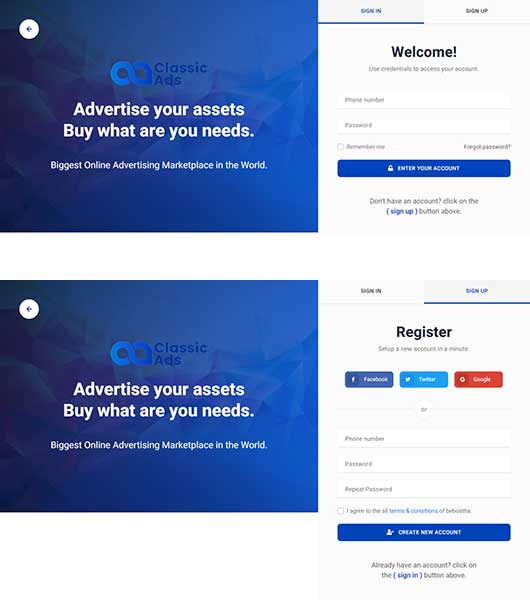 Classic
Ads
Advertise your assets
Buy what are you needs.
Biggest Online Advertising Marketplace in the World.
SIGN IN
SIGN UP
Welcome!
Use credentials to access your account.
Phone number
Password
Remember me
Forgot password?
ENTER YOUR ACCOUNT
Don't have an account? click on the
( sign up ) button above.
Classic
Ads
Advertise your assets
Buy what are you needs.
Biggest Online Advertising Marketplace in the World.
SIGN IN
SIGN UP
Register
Setup a new account in a minute.
Facebook
Twitter
Google
or
Phone number
Password
Repeat Password
I agree to the all terms & constitions of bebostha.
CREATE NEW ACCOUNT
Already have an account? click on
the ( sign in ) button above.